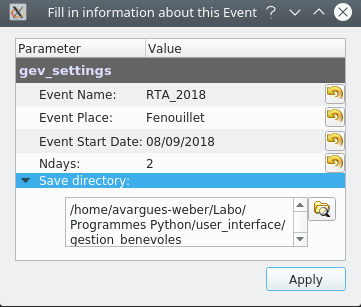 Fill in information about this Event
Parameter Value
gev_settings
Event Name: RTA_2018
Event Place: Fenouillet
Event Start Date: 08/09/2018
Ndays: 2
Save directory:
/home/avargues-weber/Labo/
Programmes Python/user_interface/
gestion_benevoles
Apply